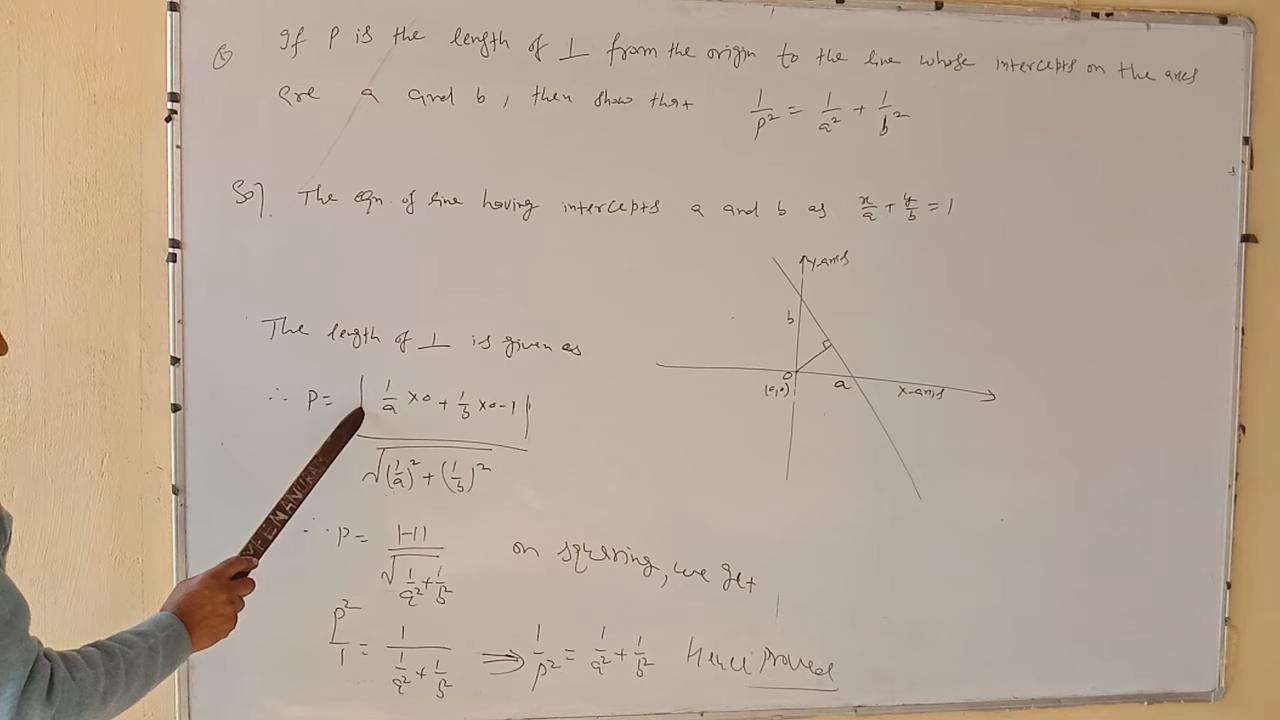 Q If P is the length of ⊥ from the origin to the line whose intercepts on the axes
are a and b, then show that 1/p² = 1/a² + 1/b²
Sol. The eqn. of line having intercepts a and b as x/a + y/b = 1
y-axis
b
O
(0,0)
a
x-axis
The length of ⊥ is given as
∴ P = |1/a ×0 + 1/b ×0 - 1| / √((1/a)² + (1/b)²)
∴ P = |-1| / √(1/a² + 1/b²) on squaring, we get
P²/1 = 1/(1/a² + 1/b²) ⇒ 1/p² = 1/a² + 1/b² Hence proved